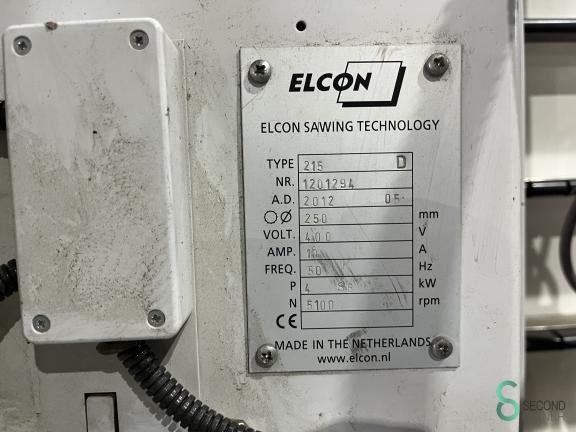 ELCON
ELCON SAWING TECHNOLOGY
TYPE 215 D
NR. 1201294
A.D. 2012 05
250 mm
VOLT. 400 V
AMP. 10 A
FREQ. 50 Hz
P 4 kW
N 5100 rpm
CE
MADE IN THE NETHERLANDS
www.elcon.nl
SECOND